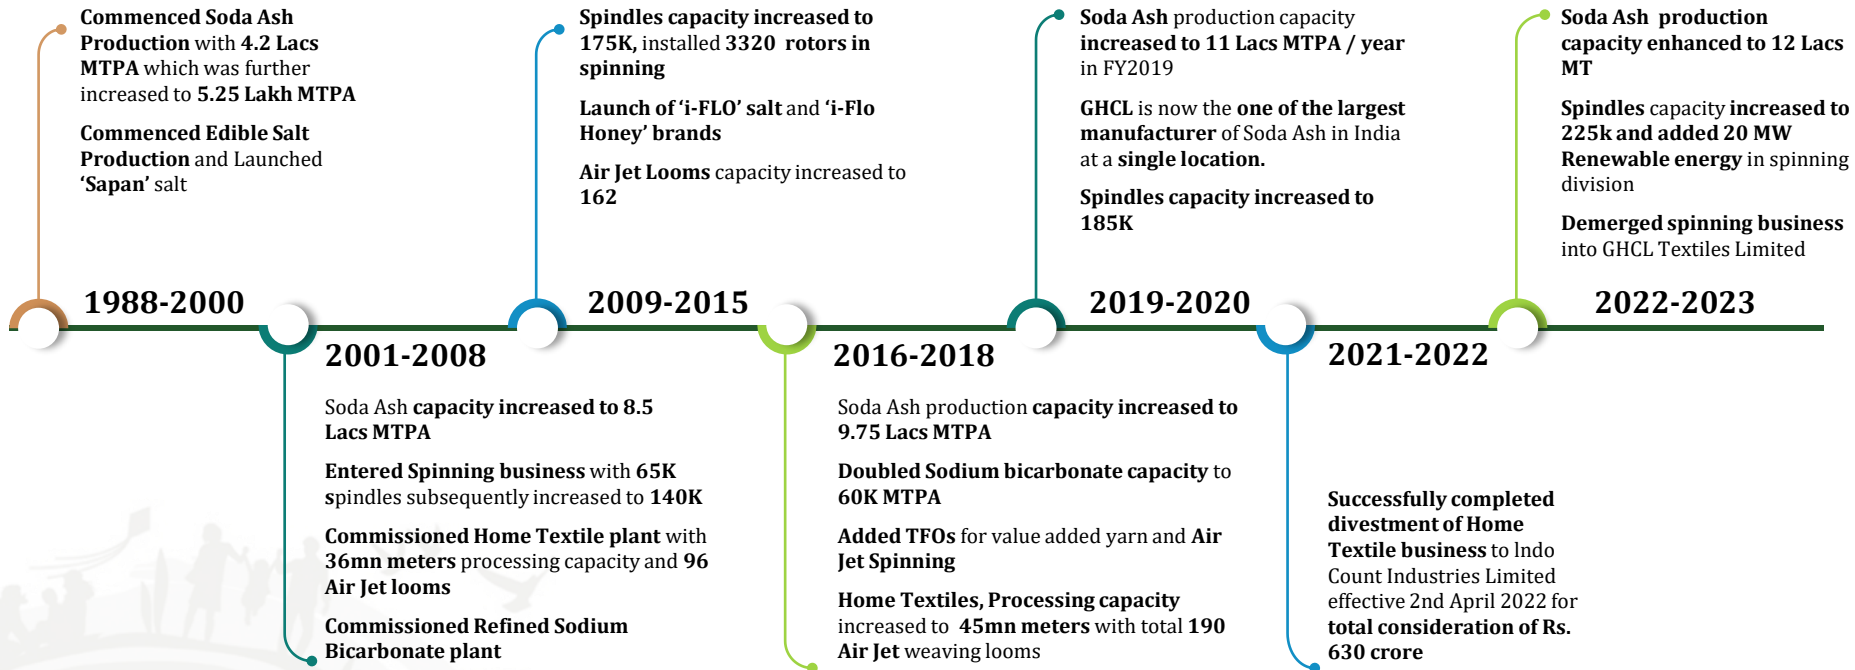 Commenced Soda Ash
Production with 4.2 Lacs
MTPA which was further
increased to 5.25 Lakh MTPA
Commenced Edible Salt
Production and Launched
‘Sapan’ salt
1988-2000
2001-2008
Soda Ash capacity increased to 8.5
Lacs MTPA
Entered Spinning business with 65K
spindles subsequently increased to 140K
Commissioned Home Textile plant with
36mn meters processing capacity and 96
Air Jet looms
Commissioned Refined Sodium
Bicarbonate plant
Spindles capacity increased to
175K, installed 3320 rotors in
spinning
Launch of ‘i-FLO’ salt and ‘i-Flo
Honey’ brands
Air Jet Looms capacity increased to
162
2009-2015
2016-2018
Soda Ash production capacity increased to
9.75 Lacs MTPA
Doubled Sodium bicarbonate capacity to
60K MTPA
Added TFOs for value added yarn and Air
Jet Spinning
Home Textiles, Processing capacity
increased to 45mn meters with total 190
Air Jet weaving looms
Soda Ash production capacity
increased to 11 Lacs MTPA / year
in FY2019
GHCL is now the one of the largest
manufacturer of Soda Ash in India
at a single location.
Spindles capacity increased to
185K
2019-2020
2021-2022
Successfully completed
divestment of Home
Textile business to Indo
Count Industries Limited
effective 2nd April 2022 for
total consideration of Rs.
630 crore
Soda Ash production
capacity enhanced to 12 Lacs
MT
Spindles capacity increased to
225k and added 20 MW
Renewable energy in spinning
division
Demerged spinning business
into GHCL Textiles Limited
2022-2023